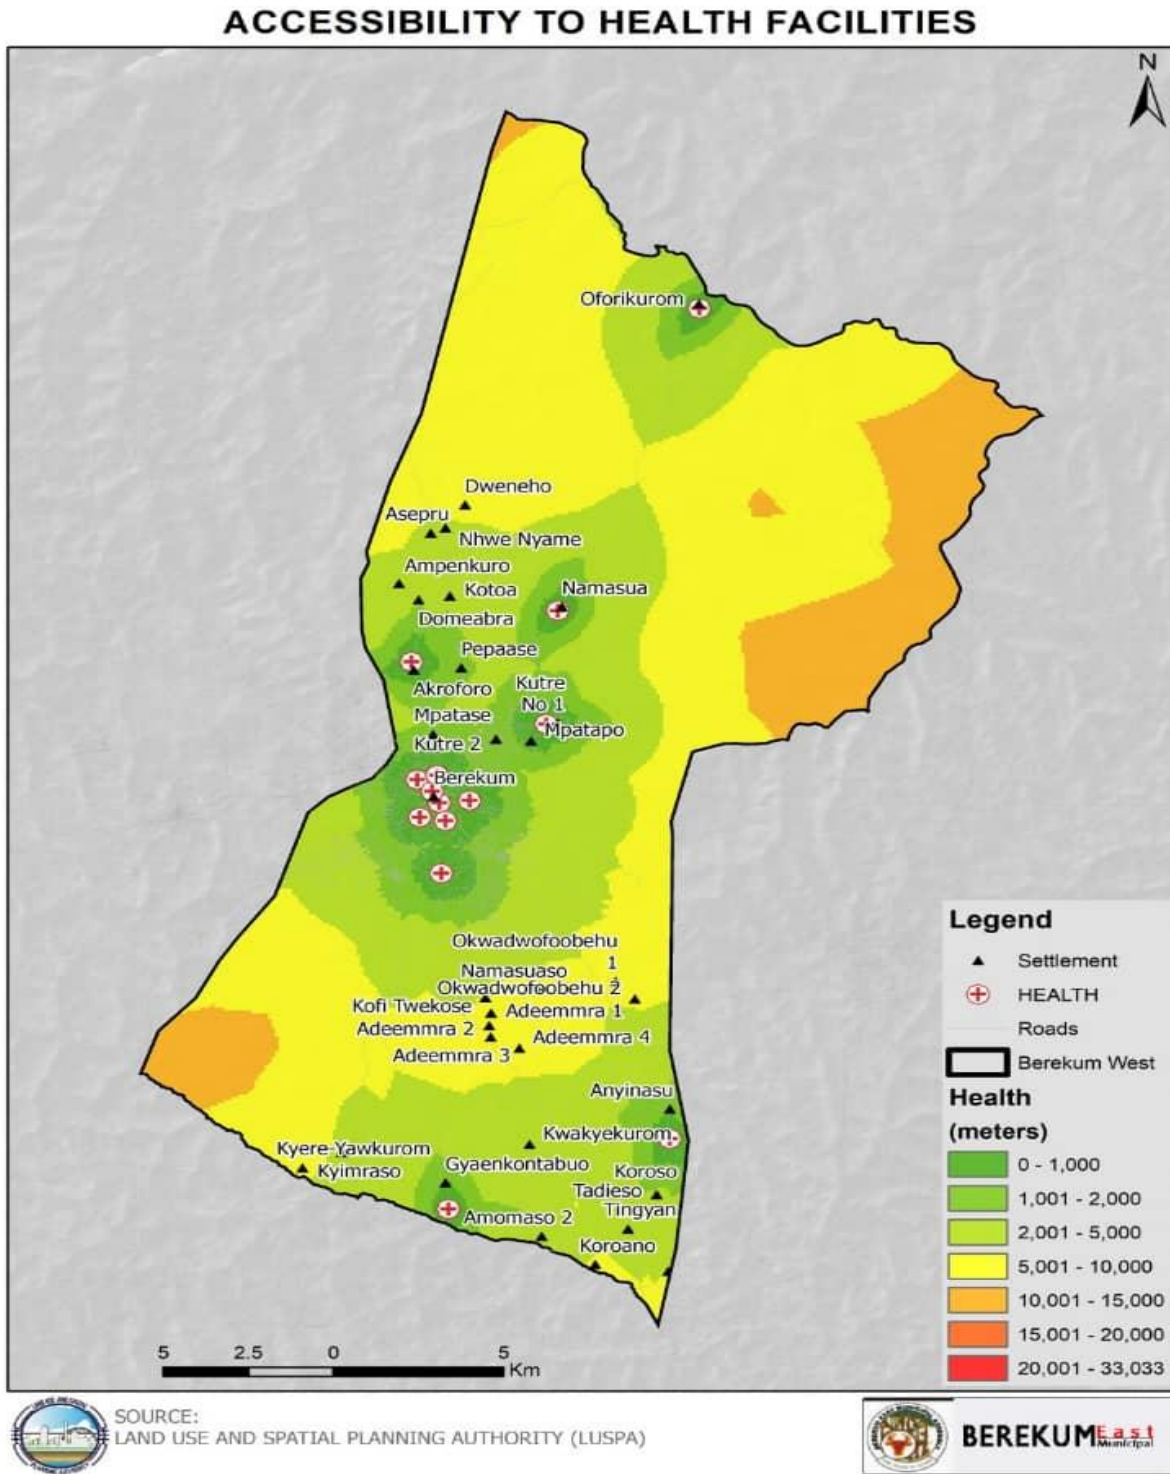 ACCESSIBILITY TO HEALTH FACILITIES
N
Oforikurom
Dweneho
Asepru
Nhwe Nyame
Ampenkuro
Kotoa
Namasua
Domeabra
Pepaase
Kutre
No 1
Akroforo
Mpatase
Mpatapo
Kutre 2
Berekum
Okwadwofoobehu
1
Namasuaso
Okwadwofoobehu 2
Kofi Twekose
Adeemmra 1
Adeemmra 2
Adeemmra 4
Adeemmra 3
Anyinasu
Kwakyekurom
Kyere-Yawkurom
Gyaenkontabuo
Koroso
Kyimraso
Tadieso
Tingyan
Amomaso 2
Koroano
Legend
Settlement
HEALTH
Roads
Berekum West
Health
(meters)
0 - 1,000
1,001 - 2,000
2,001 - 5,000
5,001 - 10,000
10,001 - 15,000
15,001 - 20,000
20,001 - 33,033
5 2.5 0 5
Km
SOURCE:
LAND USE AND SPATIAL PLANNING AUTHORITY (LUSPA)
BEREKUM East
Municipal